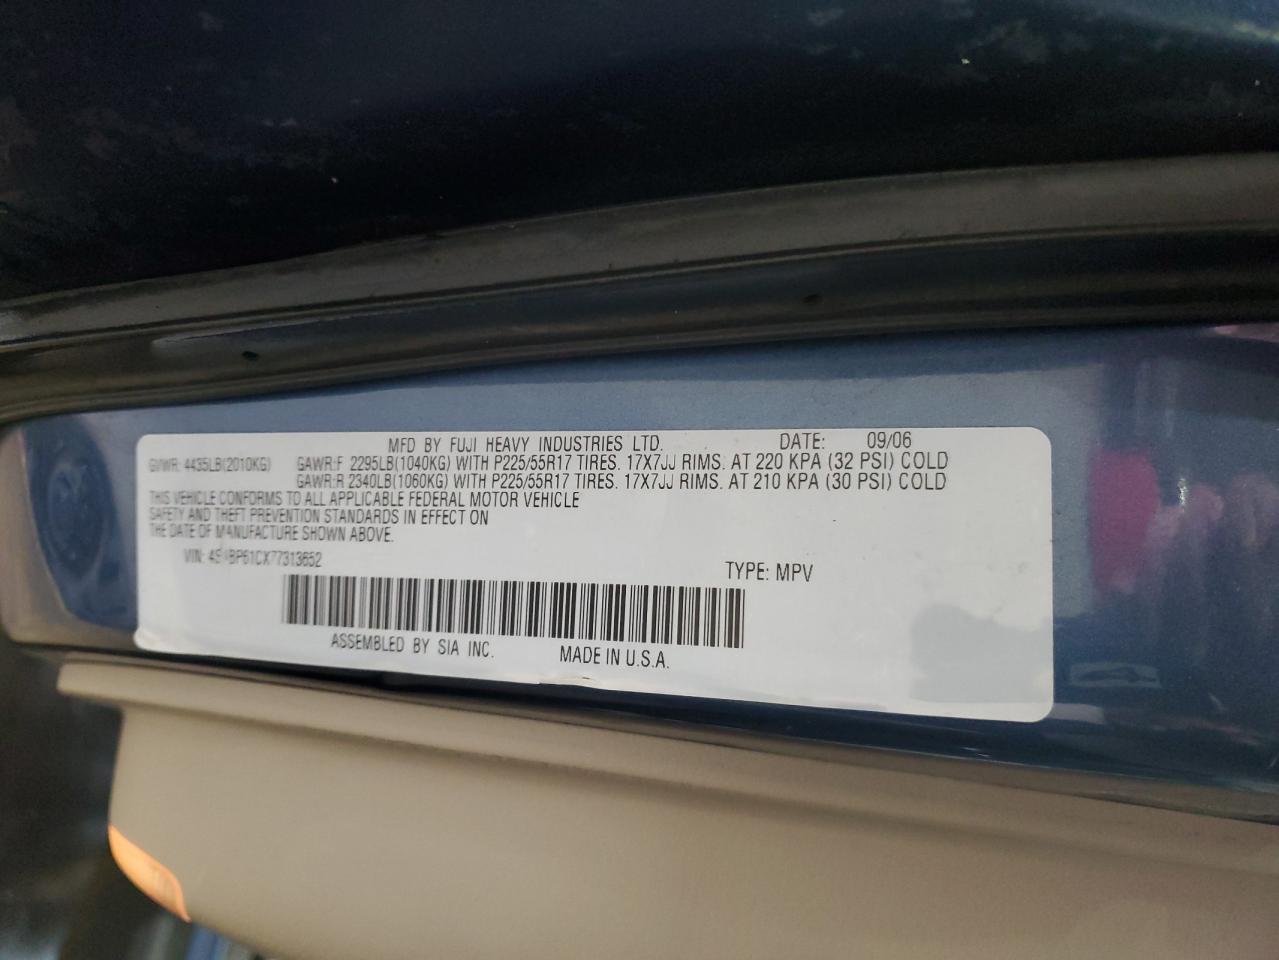 MFD BY FUJI HEAVY INDUSTRIES LTD. DATE: 09/06
GVWR: 4435LB(2010KG) GAWR:F 2295LB(1040KG) WITH P225/55R17 TIRES. 17X7JJ RIMS. AT 220 KPA (32 PSI) COLD
GAWR:R 2340LB(1060KG) WITH P225/55R17 TIRES. 17X7JJ RIMS. AT 210 KPA (30 PSI) COLD
THIS VEHICLE CONFORMS TO ALL APPLICABLE FEDERAL MOTOR VEHICLE
SAFETY AND THEFT PREVENTION STANDARDS IN EFFECT ON
THE DATE OF MANUFACTURE SHOWN ABOVE.
VIN: TYPE: MPV
ASSEMBLED BY SIA INC. MADE IN U.S.A.